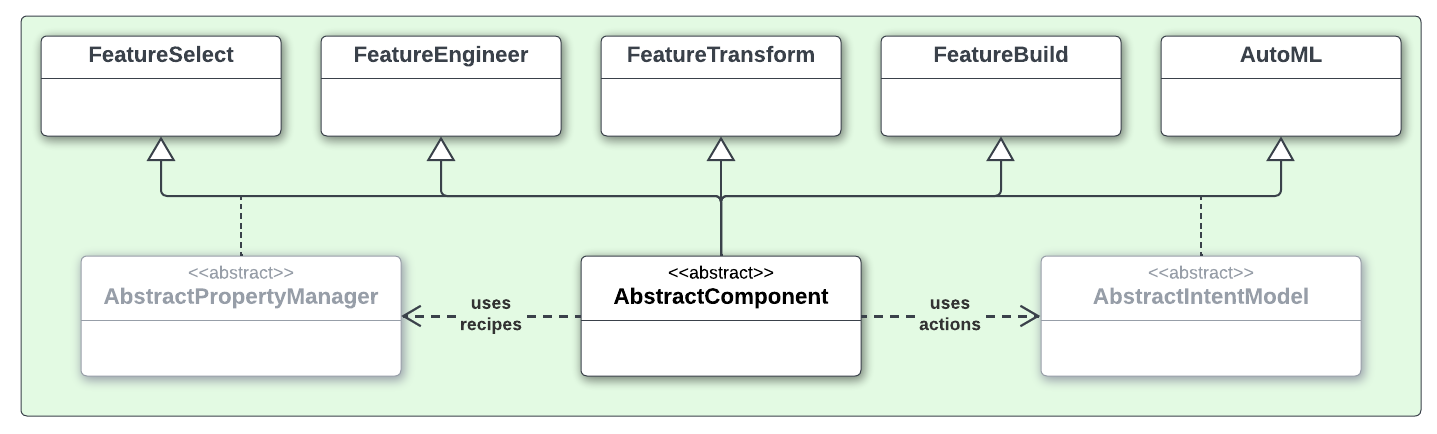 FeatureSelect
FeatureEngineer
FeatureTransform
FeatureBuild
AutoML
<<abstract>>
AbstractPropertyManager
uses
recipes
<<abstract>>
AbstractComponent
uses
actions
<<abstract>>
AbstractIntentModel